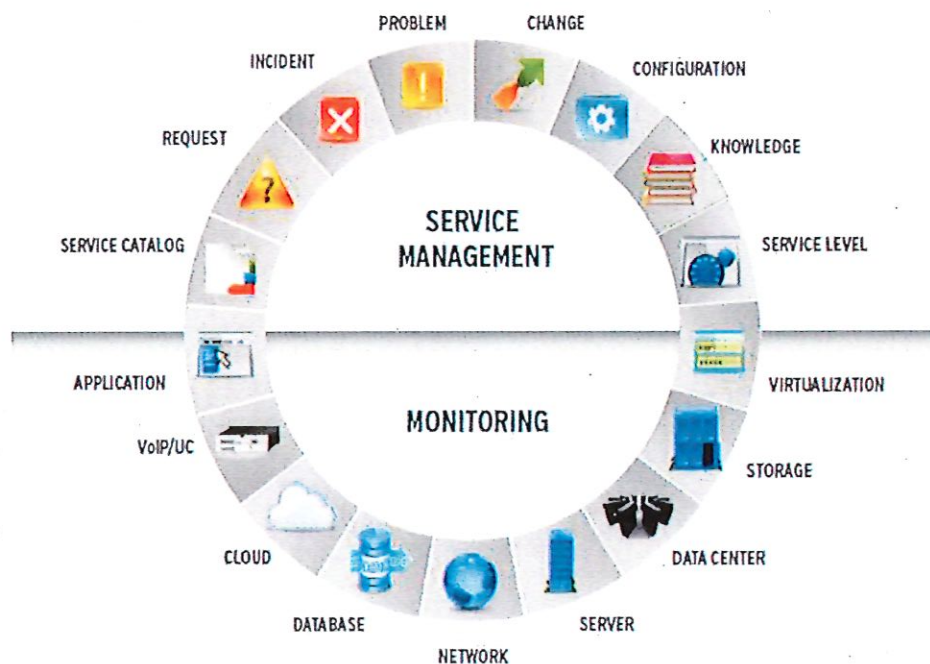 PROBLEM
CHANGE
INCIDENT
CONFIGURATION
REQUEST
KNOWLEDGE
SERVICE CATALOG
SERVICE
MANAGEMENT
SERVICE LEVEL
APPLICATION
VIRTUALIZATION
MONITORING
VoIP/UC
STORAGE
CLOUD
DATA CENTER
DATABASE
SERVER
NETWORK